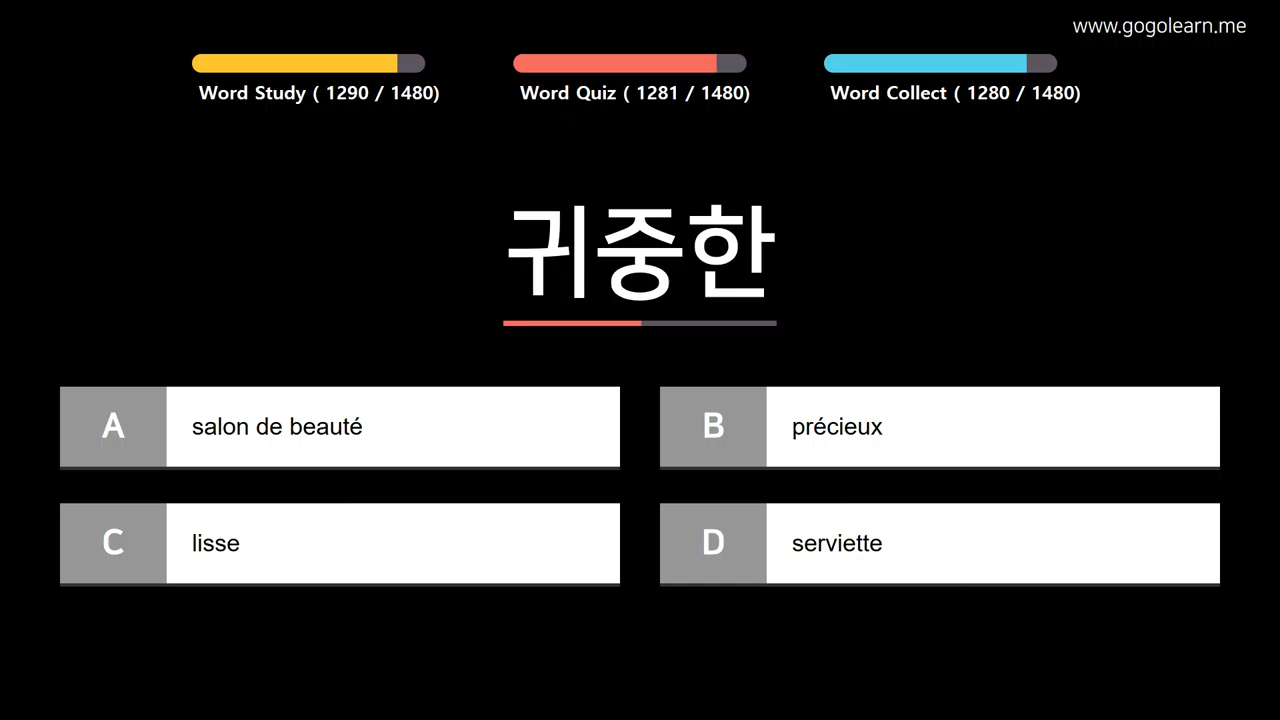 www.gogolearn.me
Word Study ( 1290 / 1480)
Word Quiz ( 1281 / 1480)
Word Collect ( 1280 / 1480)
귀중한
A salon de beauté
B précieux
C lisse
D serviette